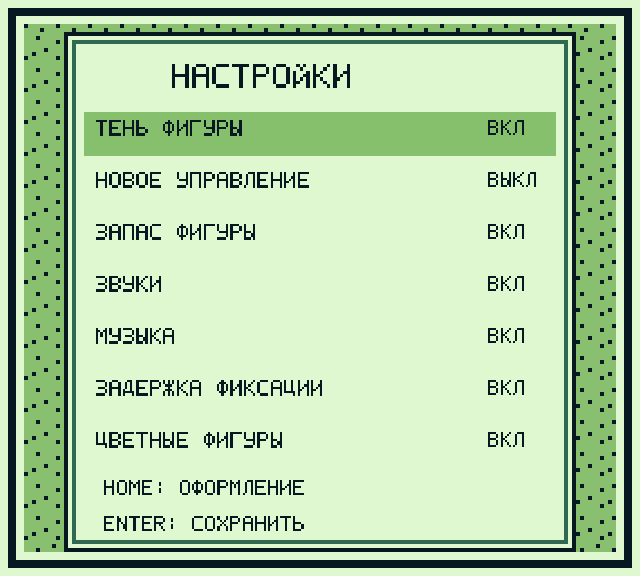 НАСТРОЙКИ
ТЕНЬ ФИГУРЫ ВКЛ
НОВОЕ УПРАВЛЕНИЕ ВЫКЛ
ЗАПАС ФИГУРЫ ВКЛ
ЗВУКИ ВКЛ
МУЗЫКА ВКЛ
ЗАДЕРЖКА ФИКСАЦИИ ВКЛ
ЦВЕТНЫЕ ФИГУРЫ ВКЛ
HOME: ОФОРМЛЕНИЕ
ENTER: СОХРАНИТЬ